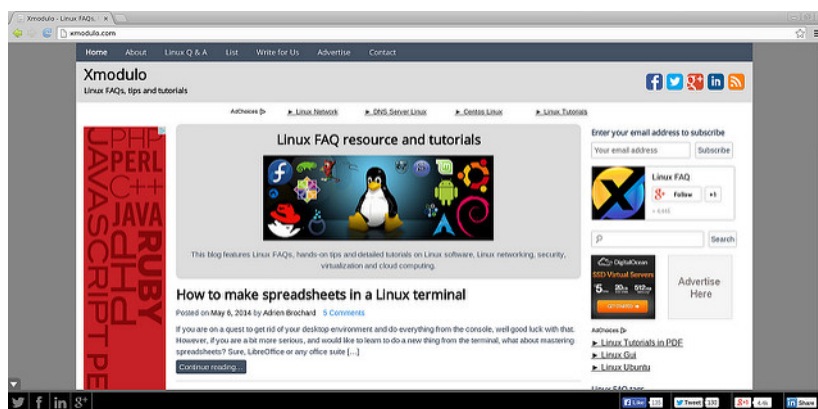 Xmodulo - Linux FAQs,
xmodulo.com
Home About Linux Q & A List Write for Us Advertise Contact
Xmodulo
Linux FAQs, tips and tutorials
AdChoices
► Linux Network ► DNS Server Linux ► Centos Linux ► Linux Tutorials
PHP
PERL
C++
JAVA
JAVASCRIPT
RUBY
PHP
Linux FAQ resource and tutorials
This blog features Linux FAQs, hands-on tips and detailed tutorials on Linux software, Linux networking, security,
virtualization and cloud computing.
How to make spreadsheets in a Linux terminal
Posted on May 6, 2014 by Adrien Brochard 5 Comments
If you are on a quest to get rid of your desktop environment and do everything from the console, well good luck with that.
However, if you are a bit more serious, and would like to learn to do a new thing from the terminal, what about mastering
spreadsheets? Sure, LibreOffice or any office suite […]
Continue reading...
Enter your email address to subscribe
Your email address Subscribe
Linux FAQ
Follow +1
Search
DigitalOcean
SSD Virtual Servers
Advertise
Here
AdChoices
► Linux Tutorials in PDF
► Linux Gui
► Linux Ubuntu
Linux FAQ tags
Like Tweet Share